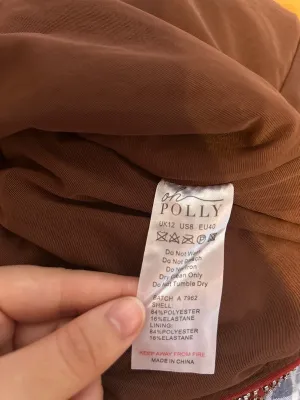 oh
POLLY
UK12 US8 EU40
Do Not Wet
Do Not Bleach
Do Not Iron
Dry Clean Only
Do Not Tumble Dry
BATCH A 7962
SHELL:
84%POLYESTER
16%ELASTANE
LINING:
84%POLYESTER
16%ELASTANE
KEEP AWAY FROM FIRE
MADE IN CHINA